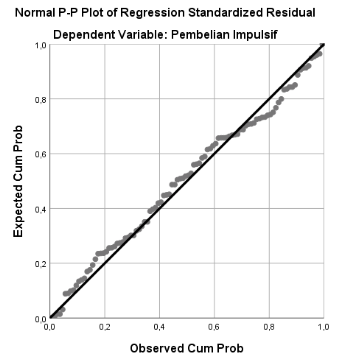 Normal P-P Plot of Regression Standardized Residual
Dependent Variable: Pembelian Impulsif
Expected Cum Prob
1,0
0,8
0,6
0,4
0,2
0,0
0,0 0,2 0,4 0,6 0,8 1,0
Observed Cum Prob